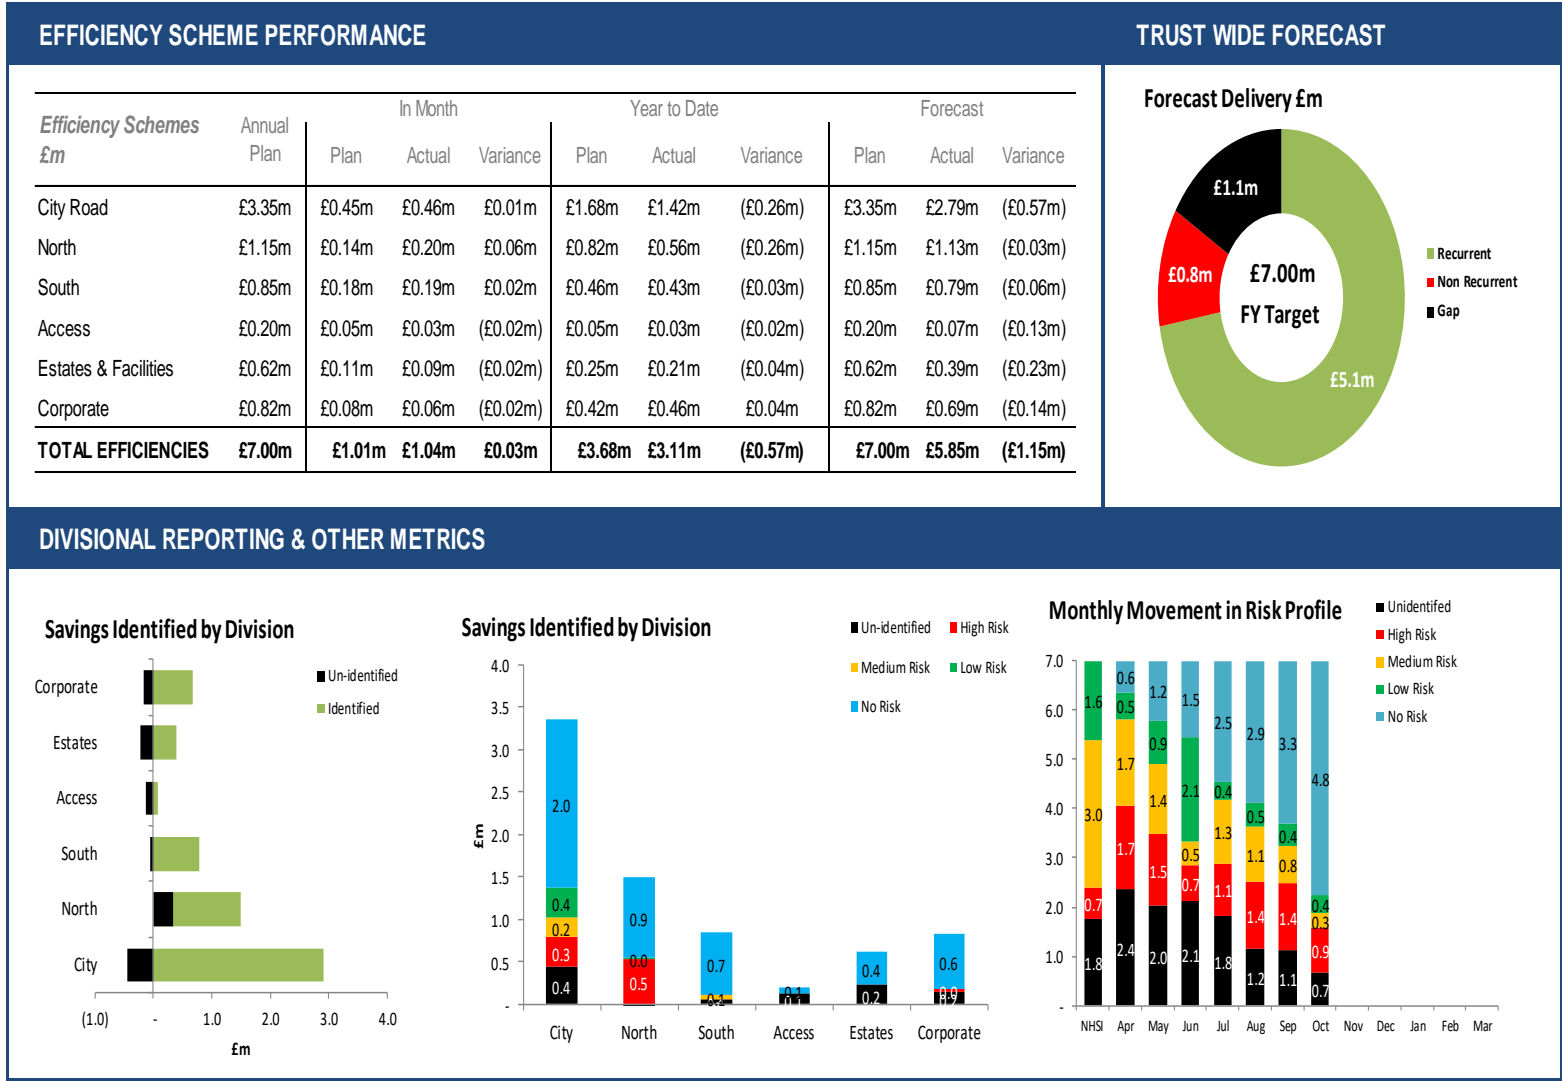 EFFICIENCY SCHEME PERFORMANCE
TRUST WIDE FORECAST
In Month Year to Date Forecast
Efficiency Schemes £m Annual Plan Plan Actual Variance Plan Actual Variance Plan Actual Variance
City Road £3.35m £0.45m £0.46m £0.01m £1.68m £1.42m (£0.26m) £3.35m £2.79m (£0.57m)
North £1.15m £0.14m £0.20m £0.06m £0.82m £0.56m (£0.26m) £1.15m £1.13m (£0.03m)
South £0.85m £0.18m £0.19m £0.02m £0.46m £0.43m (£0.03m) £0.85m £0.79m (£0.06m)
Access £0.20m £0.05m £0.03m (£0.02m) £0.05m £0.03m (£0.02m) £0.20m £0.07m (£0.13m)
Estates & Facilities £0.62m £0.11m £0.09m (£0.02m) £0.25m £0.21m (£0.04m) £0.62m £0.39m (£0.23m)
Corporate £0.82m £0.08m £0.06m (£0.02m) £0.42m £0.46m £0.04m £0.82m £0.69m (£0.14m)
TOTAL EFFICIENCIES £7.00m £1.01m £1.04m £0.03m £3.68m £3.11m (£0.57m) £7.00m £5.85m (£1.15m)
Forecast Delivery £m
£1.1m
£0.8m
£7.00m
FY Target
£5.1m
Recurrent
Non Recurrent
Gap
DIVISIONAL REPORTING & OTHER METRICS
Savings Identified by Division
Un-identified
Identified
Corporate
Estates
Access
South
North
City
(1.0) - 1.0 2.0 3.0 4.0
£m
Savings Identified by Division
Un-identified High Risk
Medium Risk Low Risk
No Risk
4.0
3.5
3.0
2.5
2.0
1.5
1.0
0.5
-
£m
2.0
0.4
0.2
0.3
0.4
0.9
0.0
0.5
0.7
0.1
0.1
0.4
0.2
0.6
City North South Access Estates Corporate
Monthly Movement in Risk Profile
Unidentifed
High Risk
Medium Risk
Low Risk
No Risk
7.0
6.0
5.0
4.0
3.0
2.0
1.0
-
1.6 3.0 0.7 1.8
0.6 0.5 1.7 1.7 2.4
1.2 0.9 1.4 1.5 2.0
1.5 2.1 0.5 0.7 2.1
2.5 0.4 1.3 1.1 1.8
2.9 0.5 1.1 1.4 1.2
3.3 0.4 0.8 1.4 1.1
4.8 0.4 0.3 0.9 0.7
NHSI Apr May Jun Jul Aug Sep Oct Nov Dec Jan Feb Mar